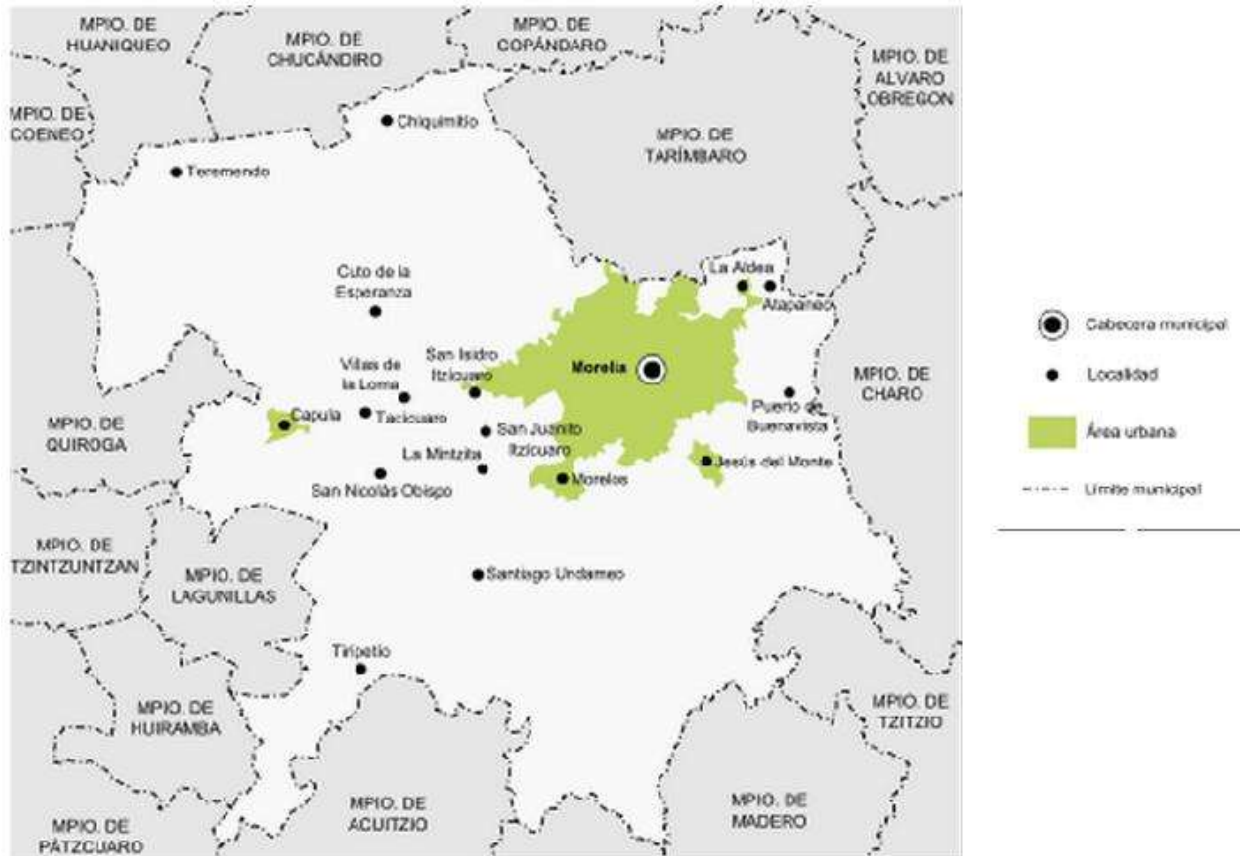 MPIO. DE
HUANIQUEO
MPIO. DE
CHUCÁNDIRO
MPIO. DE
COPÁNDARO
MPIO. DE
ALVARO
OBREGON
MPIO. DE
COENEO
Chiquimitío
MPIO. DE
TARÍMBARO
Teremendo
Cuto de la
Esperanza
La Aldea
Atapaneo
Cabecera municipal
Villas de
la Loma
San Isidro
Itzícuaro
Morelia
Localidad
MPIO. DE
CHARO
MPIO. DE
QUIROGA
Capula
Tacícuaro
Puerto de
Buenavista
Área urbana
San Juanito
Itzícuaro
La Mintzita
Jesús del Monte
San Nicolás Obispo
Morelos
Límite municipal
MPIO. DE
TZINTZUNTZAN
MPIO. DE
LAGUNILLAS
Santiago Undameo
Tiripetío
MPIO. DE
HUIRAMBA
MPIO. DE
TZITZIO
MPIO. DE
PÁTZCUARO
MPIO. DE
ACUITZIO
MPIO. DE
MADERO